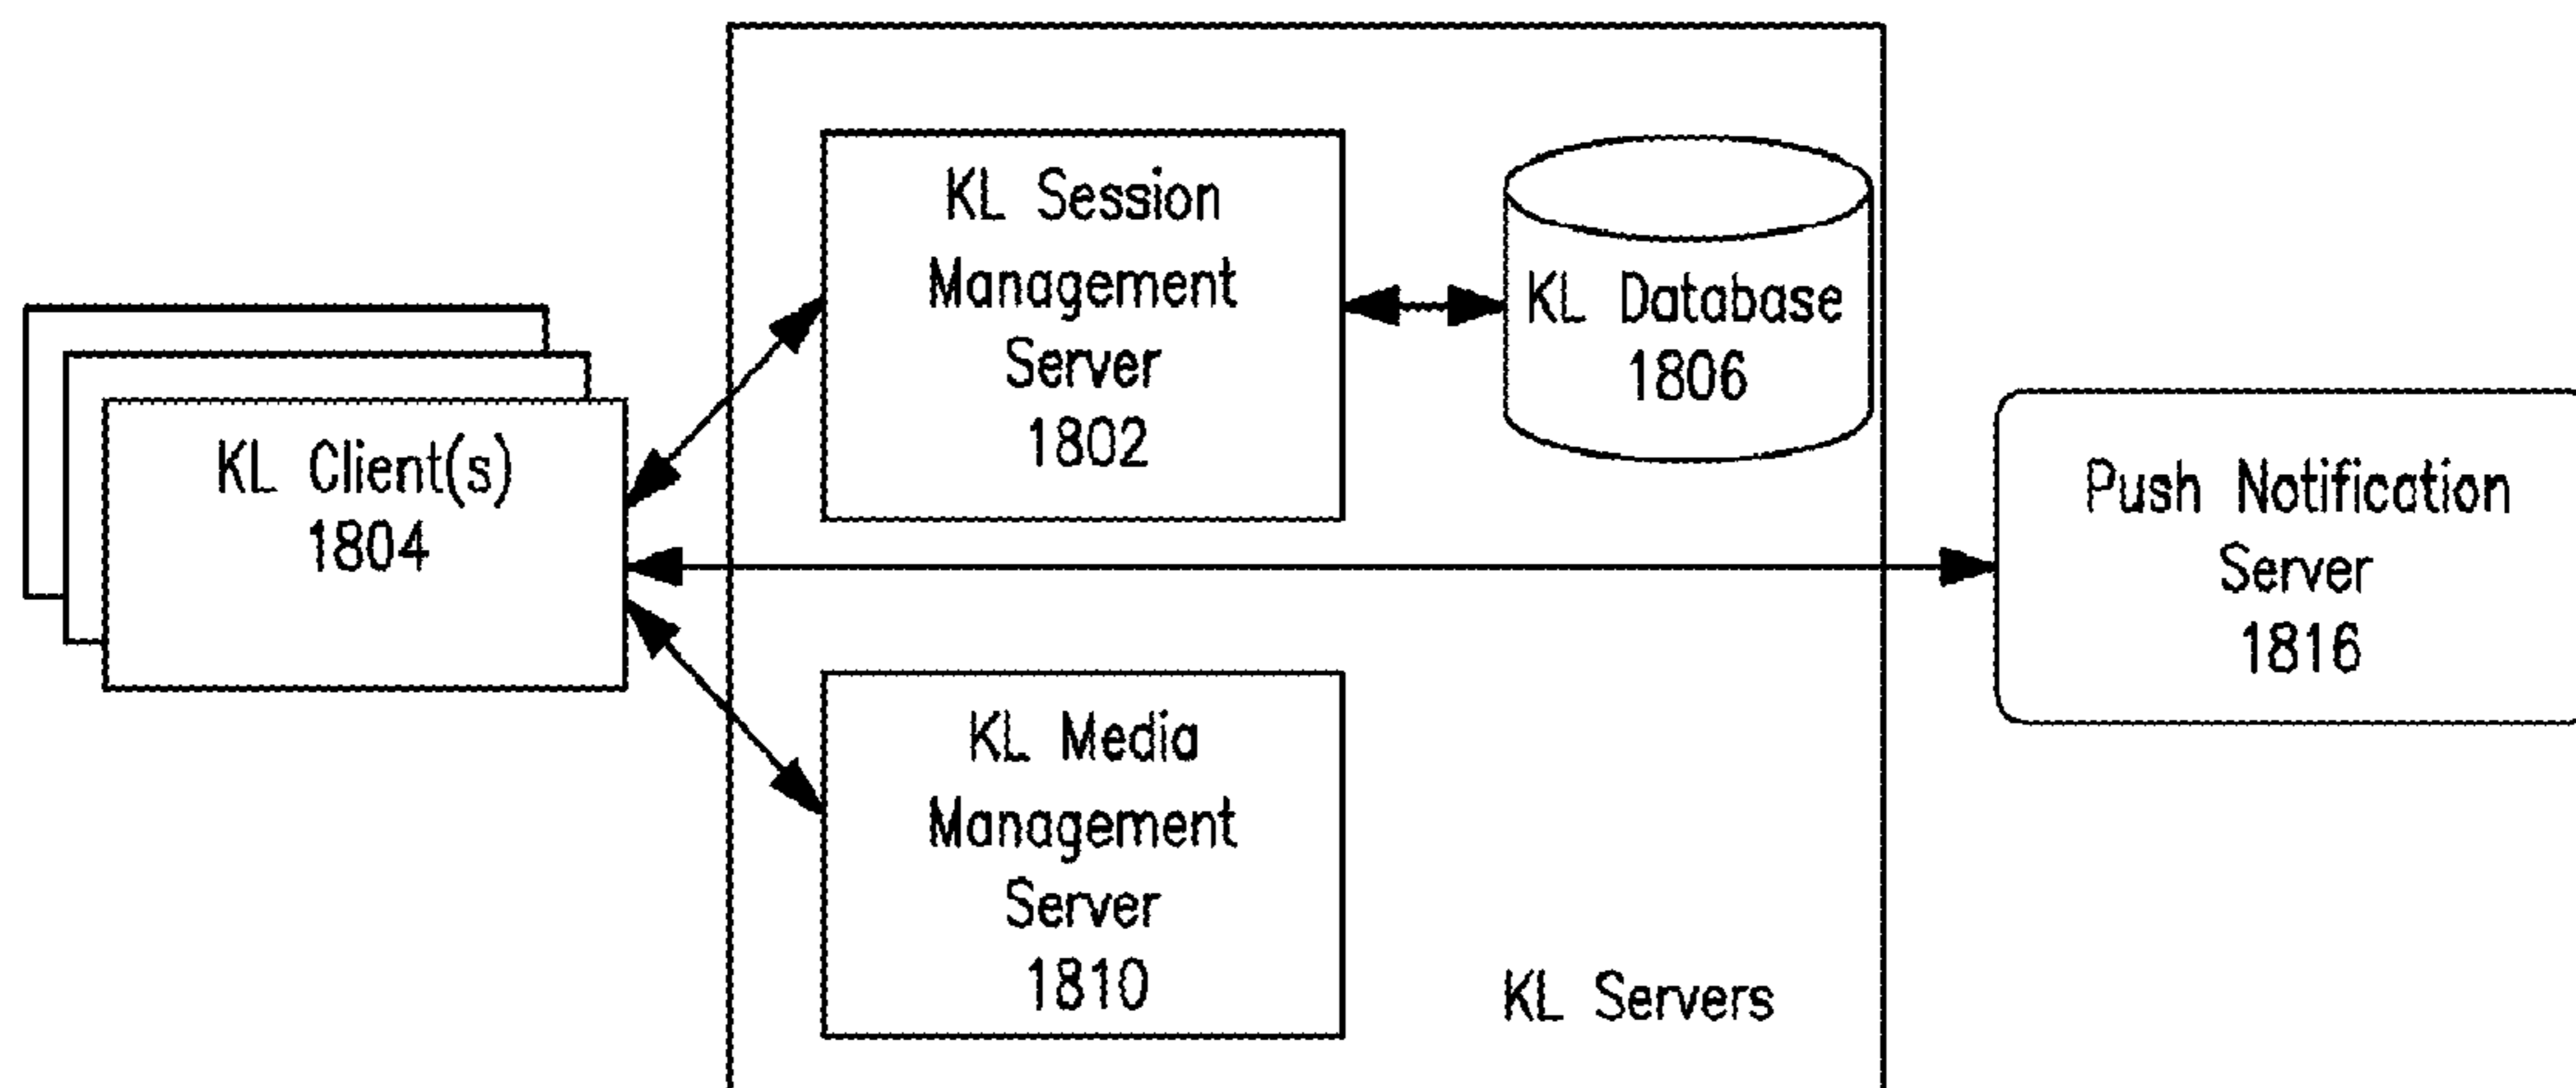 KL Session
Management
Server
1802
KL Database
1806
KL Client(s)
1804
Push Notification
Server
1816
KL Media
Management
Server
1810
KL Servers